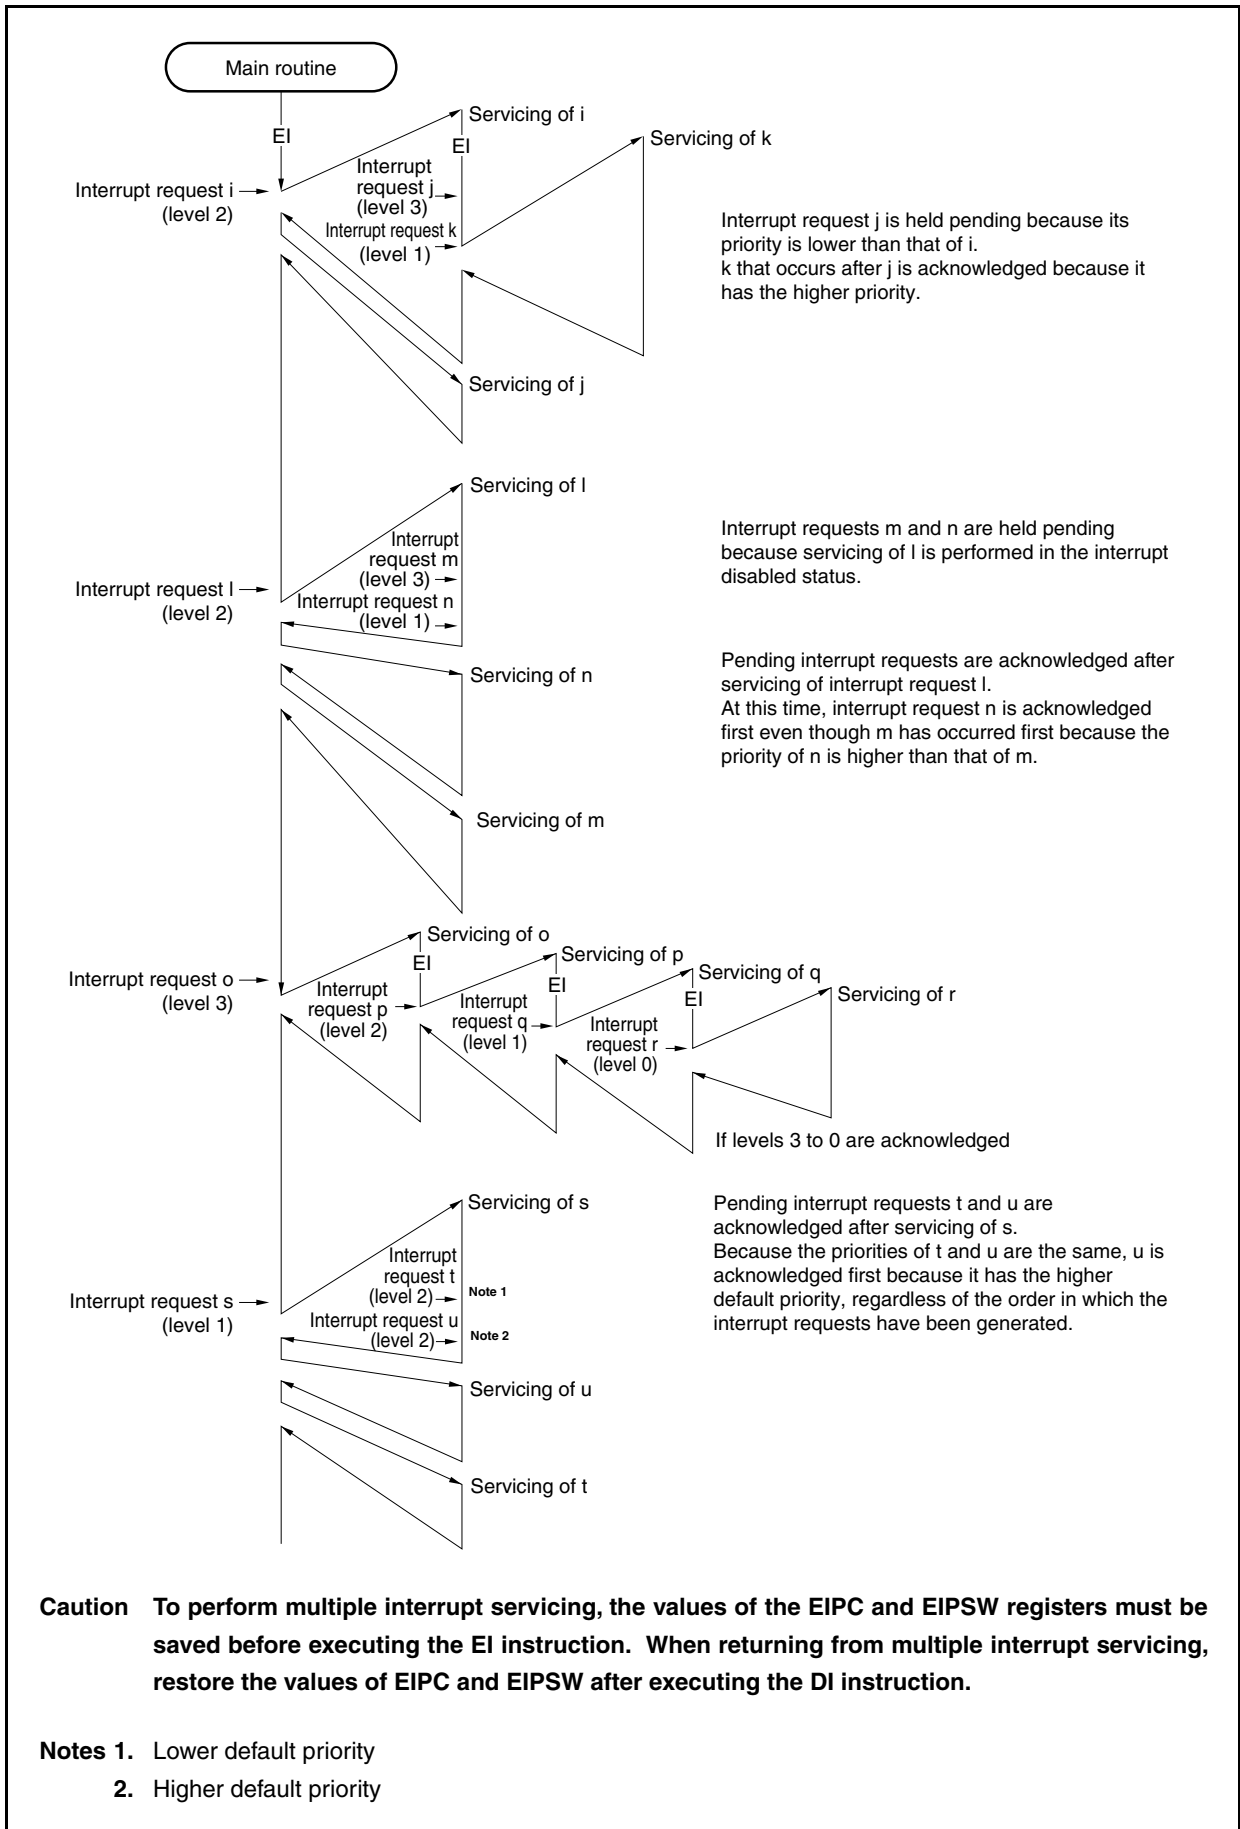 Main routine
EI
Servicing of i
EI
Servicing of k
Interrupt request i
(level 2)
Interrupt
request j
(level 3)
Interrupt request k
(level 1)
Interrupt request j is held pending because its
priority is lower than that of i.
k that occurs after j is acknowledged because it
has the higher priority.
Servicing of j
Servicing of l
Interrupt request l
(level 2)
Interrupt
request m
(level 3)
Interrupt request n
(level 1)
Interrupt requests m and n are held pending
because servicing of l is performed in the interrupt
disabled status.
Servicing of n
Pending interrupt requests are acknowledged after
servicing of interrupt request l.
At this time, interrupt request n is acknowledged
first even though m has occurred first because the
priority of n is higher than that of m.
Servicing of m
Interrupt request o
(level 3)
Servicing of o
EI
Interrupt
request p
(level 2)
Servicing of p
EI
Interrupt
request q
(level 1)
Servicing of q
EI
Interrupt
request r
(level 0)
Servicing of r
If levels 3 to 0 are acknowledged
Interrupt request s
(level 1)
Servicing of s
Interrupt
request t
(level 2)
Note 1
Interrupt request u
(level 2)
Note 2
Pending interrupt requests t and u are
acknowledged after servicing of s.
Because the priorities of t and u are the same, u is
acknowledged first because it has the higher
default priority, regardless of the order in which the
interrupt requests have been generated.
Servicing of u
Servicing of t
Caution To perform multiple interrupt servicing, the values of the EIPC and EIPSW registers must be
saved before executing the EI instruction. When returning from multiple interrupt servicing,
restore the values of EIPC and EIPSW after executing the DI instruction.
Notes 1. Lower default priority
2. Higher default priority